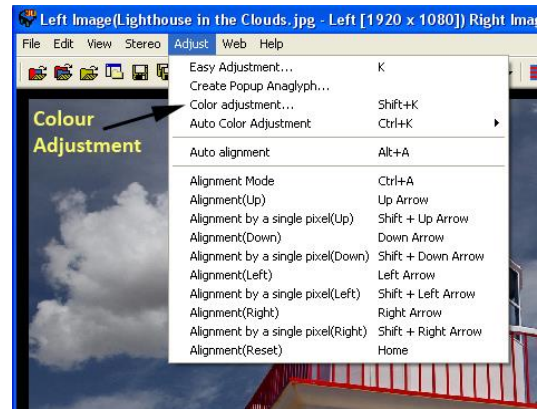 Left Image(Lighthouse in the Clouds.jpg - Left [1920 x 1080]) Right Imag
File Edit View Stereo Adjust Web Help
Easy Adjustment... K
Create Popup Anaglyph...
Color adjustment... Shift+K
Auto Color Adjustment Ctrl+K
Auto alignment Alt+A
Alignment Mode Ctrl+A
Alignment(Up) Up Arrow
Alignment by a single pixel(Up) Shift + Up Arrow
Alignment(Down) Down Arrow
Alignment by a single pixel(Down) Shift + Down Arrow
Alignment(Left) Left Arrow
Alignment by a single pixel(Left) Shift + Left Arrow
Alignment(Right) Right Arrow
Alignment by a single pixel(Right) Shift + Right Arrow
Alignment(Reset) Home
Colour
Adjustment